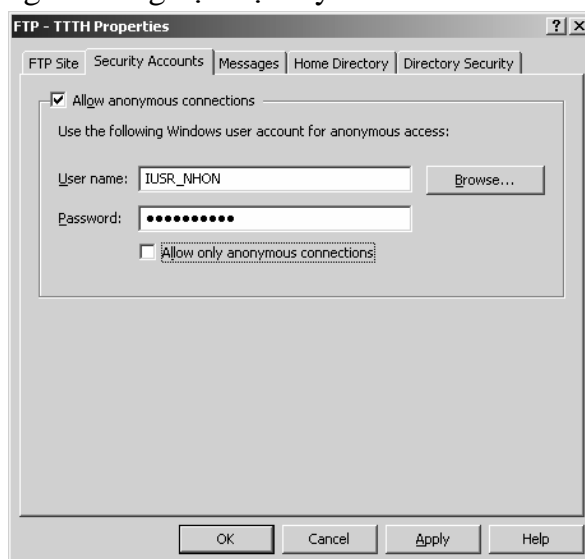 FTP - TTTH Properties ? X
FTP Site Security Accounts Messages Home Directory Directory Security
Allow anonymous connections
Use the following Windows user account for anonymous access:
User name: IUSR_NHON Browse...
Password: ●●●●●●●●●●
Allow only anonymous connections
OK Cancel Apply Help